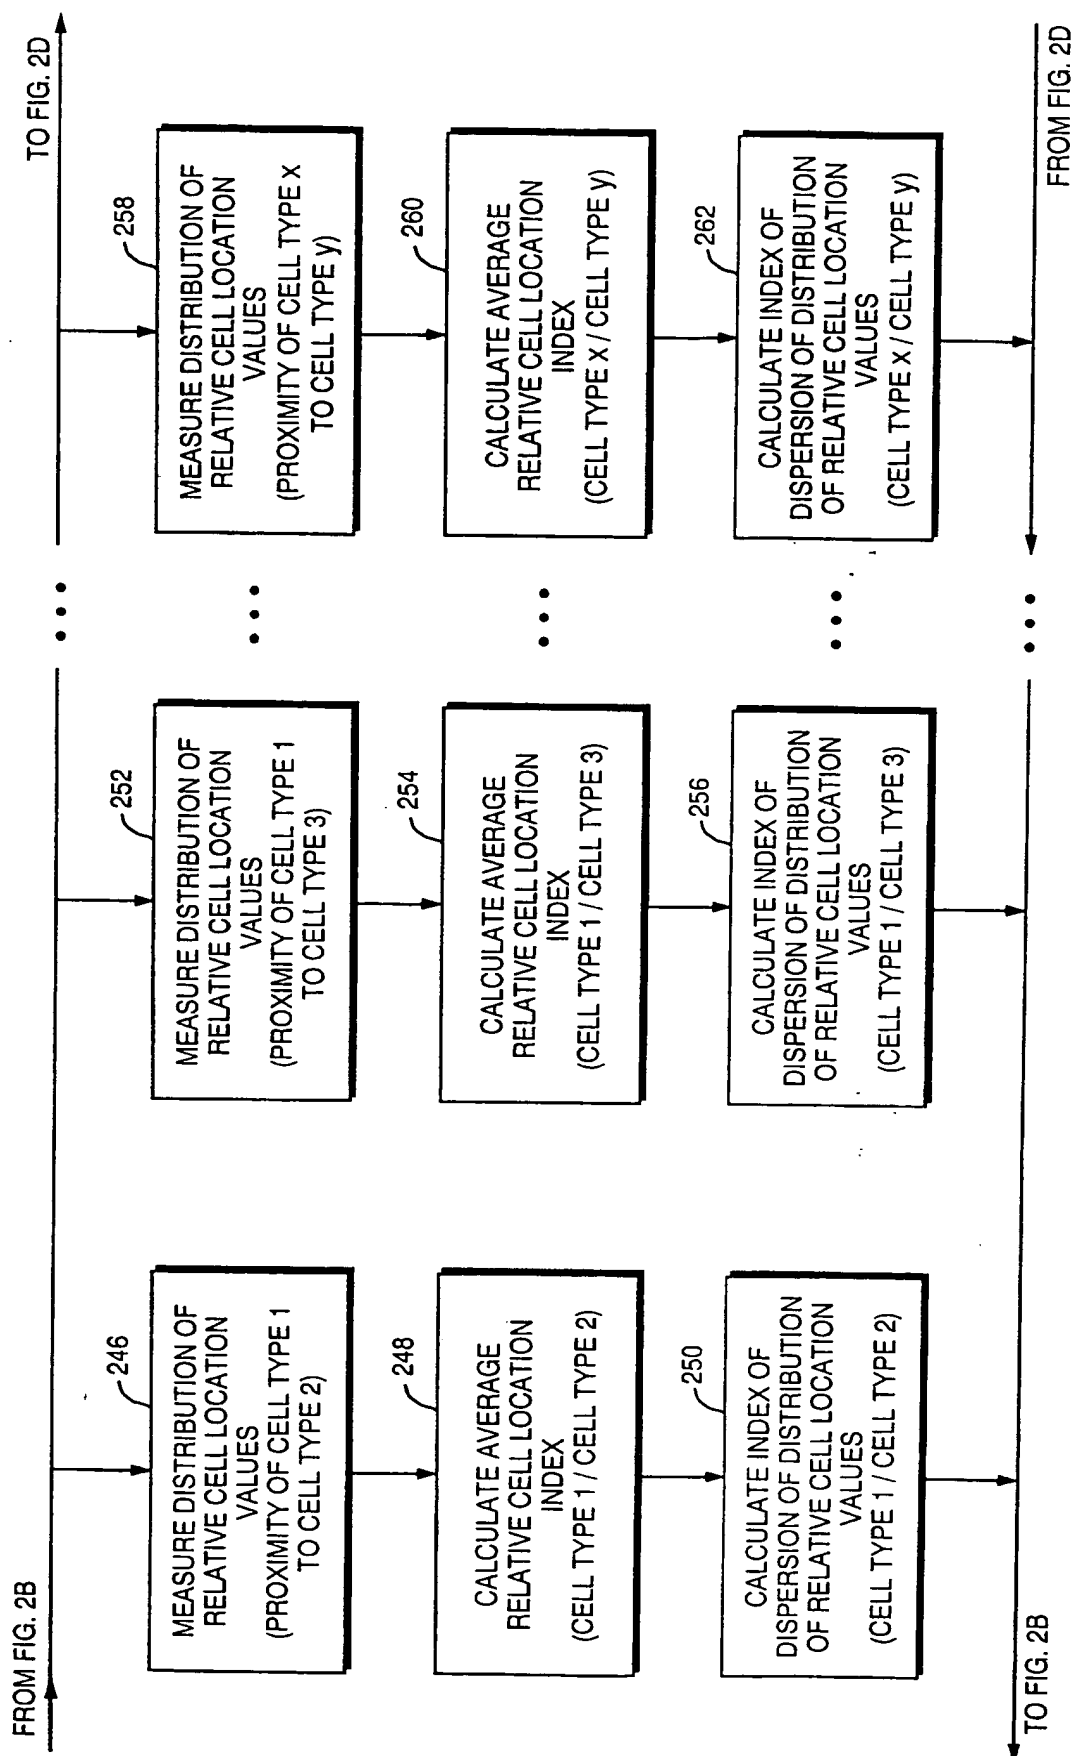 FROM FIG. 2B
TO FIG. 2D
246
MEASURE DISTRIBUTION OF
RELATIVE CELL LOCATION
VALUES
(PROXIMITY OF CELL TYPE 1
TO CELL TYPE 2)
248
CALCULATE AVERAGE
RELATIVE CELL LOCATION
INDEX
(CELL TYPE 1 / CELL TYPE 2)
250
CALCULATE INDEX OF
DISPERSION OF DISTRIBUTION
OF RELATIVE CELL LOCATION
VALUES
(CELL TYPE 1 / CELL TYPE 2)
252
MEASURE DISTRIBUTION OF
RELATIVE CELL LOCATION
VALUES
(PROXIMITY OF CELL TYPE 1
TO CELL TYPE 3)
254
CALCULATE AVERAGE
RELATIVE CELL LOCATION
INDEX
(CELL TYPE 1 / CELL TYPE 3)
256
CALCULATE INDEX OF
DISPERSION OF DISTRIBUTION
OF RELATIVE CELL LOCATION
VALUES
(CELL TYPE 1 / CELL TYPE 3)
258
MEASURE DISTRIBUTION OF
RELATIVE CELL LOCATION
VALUES
(PROXIMITY OF CELL TYPE x
TO CELL TYPE y)
260
CALCULATE AVERAGE
RELATIVE CELL LOCATION
INDEX
(CELL TYPE x / CELL TYPE y)
262
CALCULATE INDEX OF
DISPERSION OF DISTRIBUTION
OF RELATIVE CELL LOCATION
VALUES
(CELL TYPE x / CELL TYPE y)
TO FIG. 2B
FROM FIG. 2D